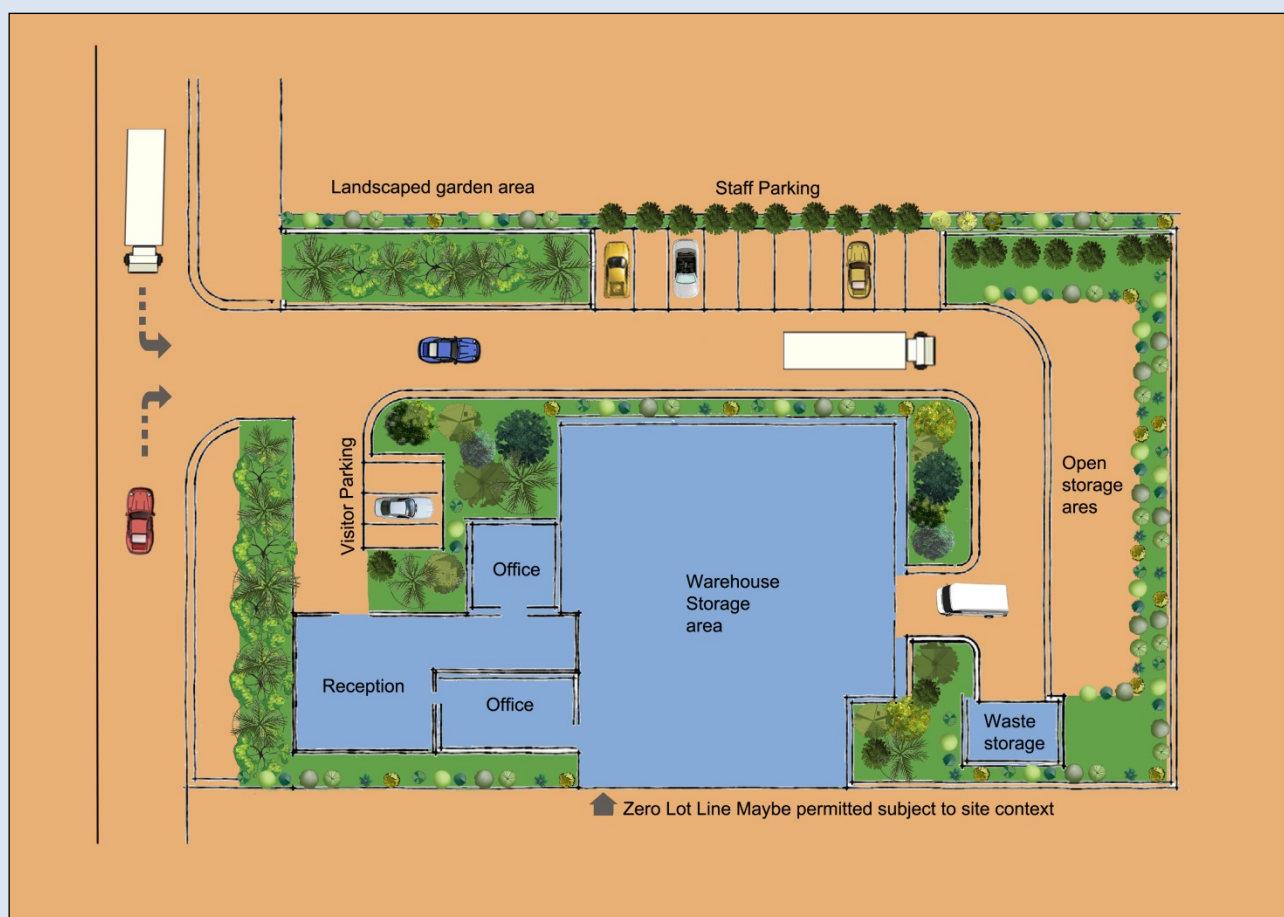 Landscaped garden area
Staff Parking
Visitor Parking
Open
storage
ares
Office
Warehouse
Storage
area
Reception
Office
Waste
storage
Zero Lot Line Maybe permitted subject to site context